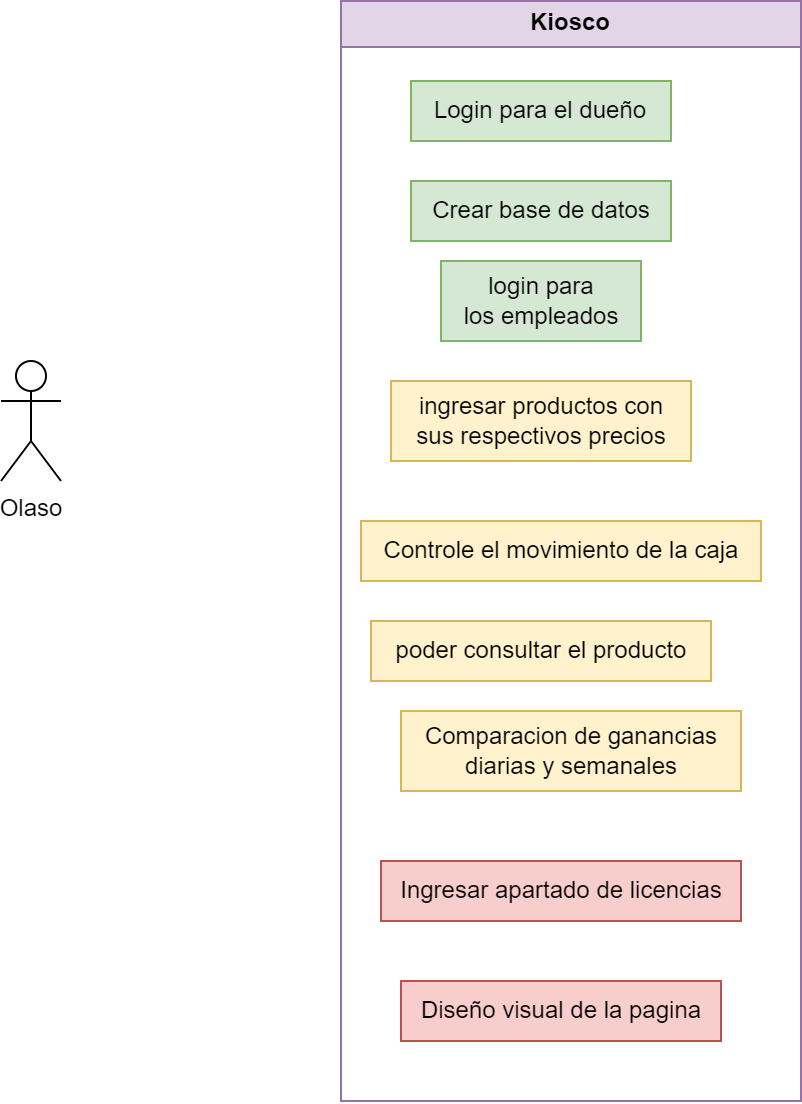 Kiosco
Login para el dueño
Crear base de datos
login para
los empleados
ingresar productos con
sus respectivos precios
Olaso
Controle el movimiento de la caja
poder consultar el producto
Comparacion de ganancias
diarias y semanales
Ingresar apartado de licencias
Diseño visual de la pagina